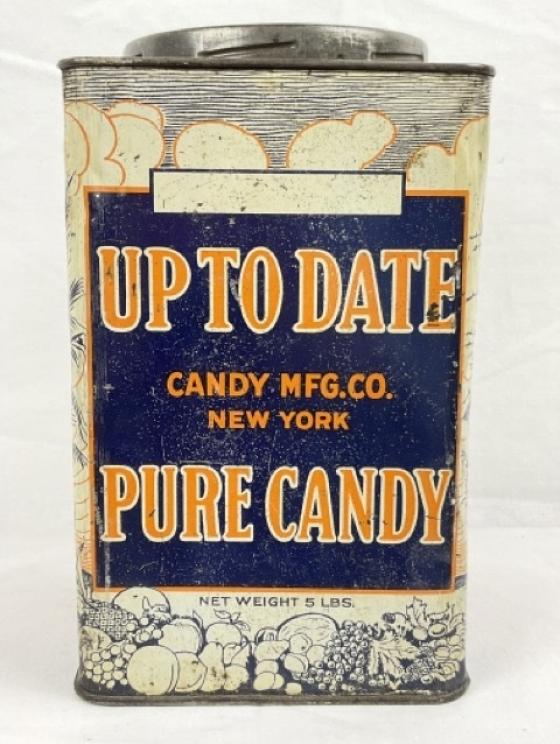 UP TO DATE
CANDY MFG.CO.
NEW YORK
PURE CANDY
NET WEIGHT 5 LBS.